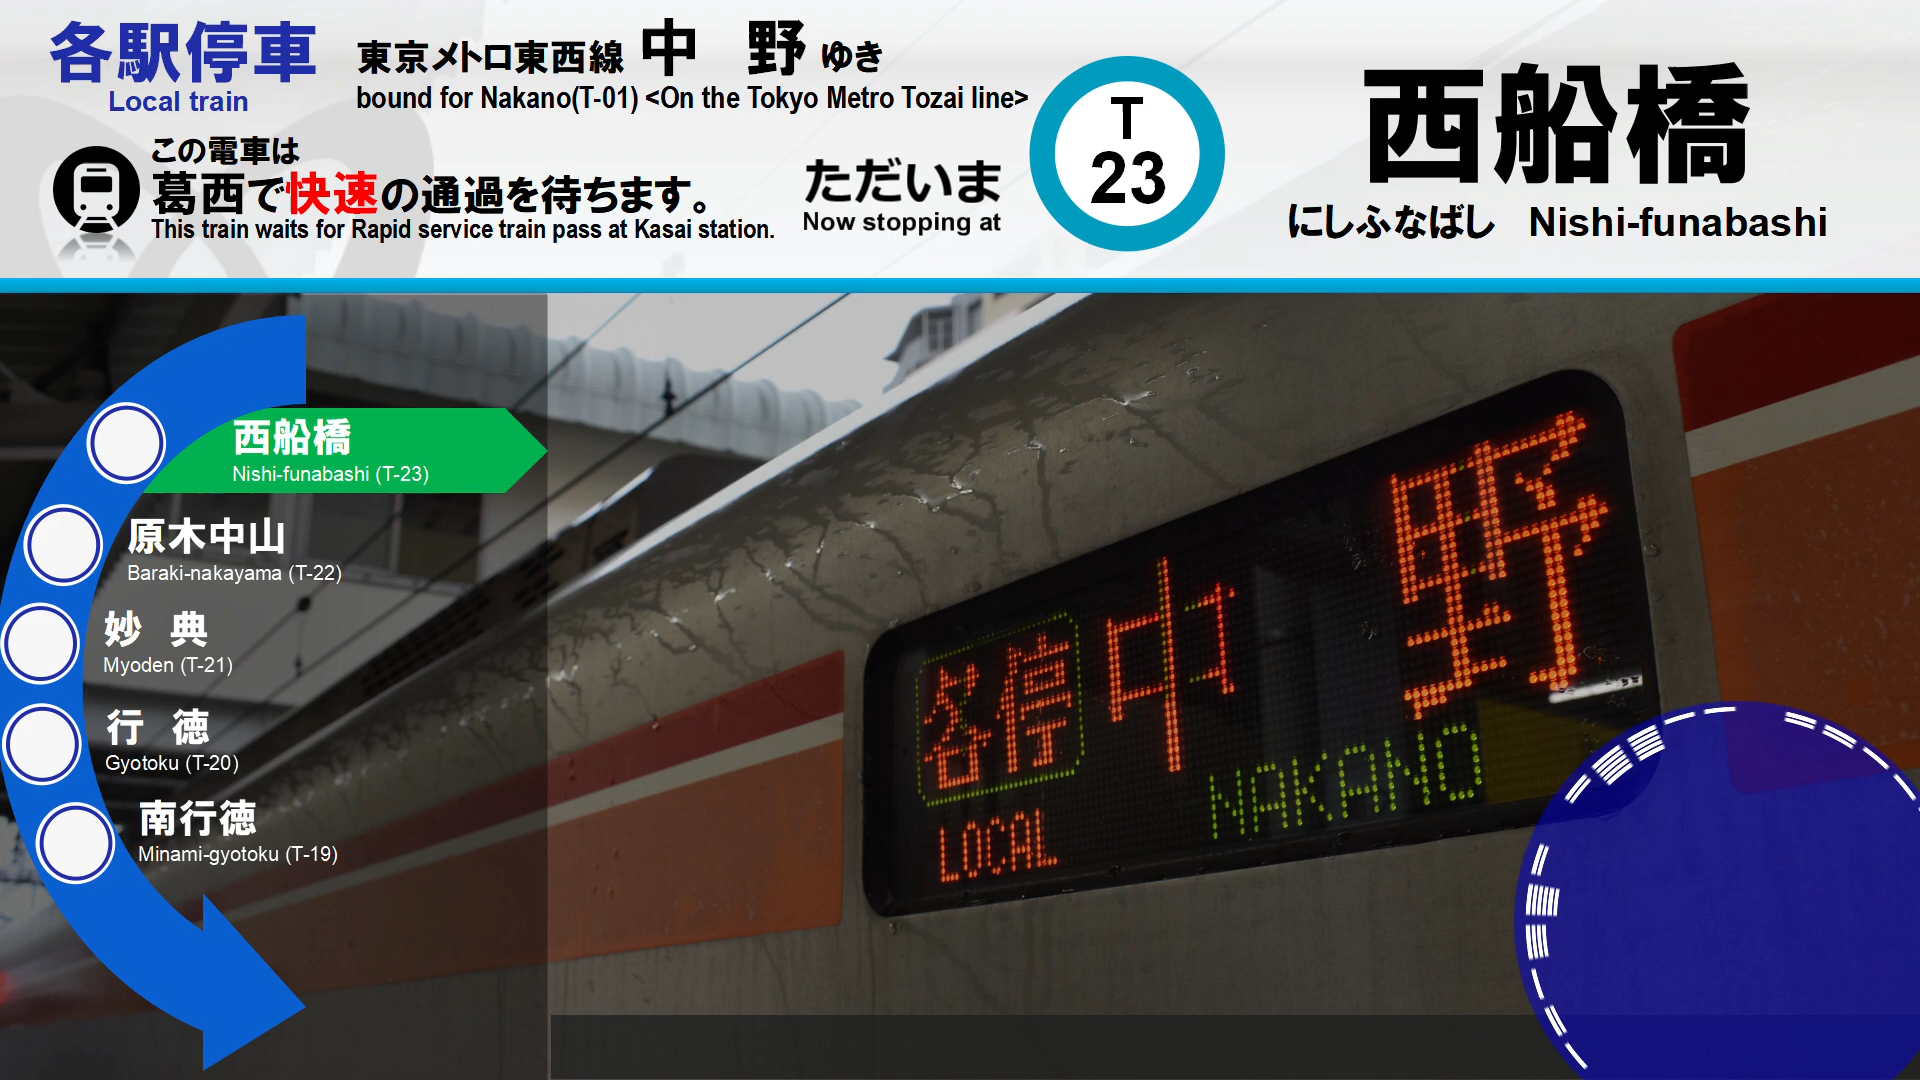 各駅停車
Local train
東京メトロ東西線 中 野 ゆき
bound for Nakano(T-01) <On the Tokyo Metro Tozai line>
この電車は
葛西で快速の通過を待ちます。
This train waits for Rapid service train pass at Kasai station.
ただいま
Now stopping at
T
23
西船橋
にしふなばし Nishi-funabashi
西船橋
Nishi-funabashi (T-23)
原木中山
Baraki-nakayama (T-22)
妙 典
Myoden (T-21)
行 徳
Gyotoku (T-20)
南行徳
Minami-gyotoku (T-19)
各停 中 野
LOCAL NAKANO